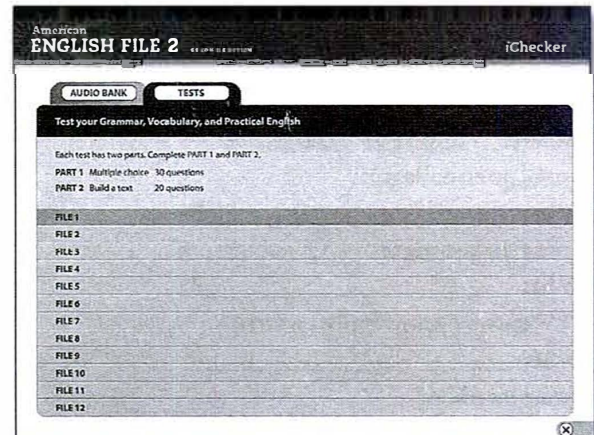 American
ENGLISH FILE 2 SECOND EDITION
iChecker
AUDIO BANK TESTS
Test your Grammar, Vocabulary, and Practical English
Each test has two parts. Complete PART 1 and PART 2.
PART 1 Multiple choice 30 questions
PART 2 Build a text 20 questions
FILE 1
FILE 2
FILE 3
FILE 4
FILE 5
FILE 6
FILE 7
FILE 8
FILE 9
FILE 10
FILE 11
FILE 12